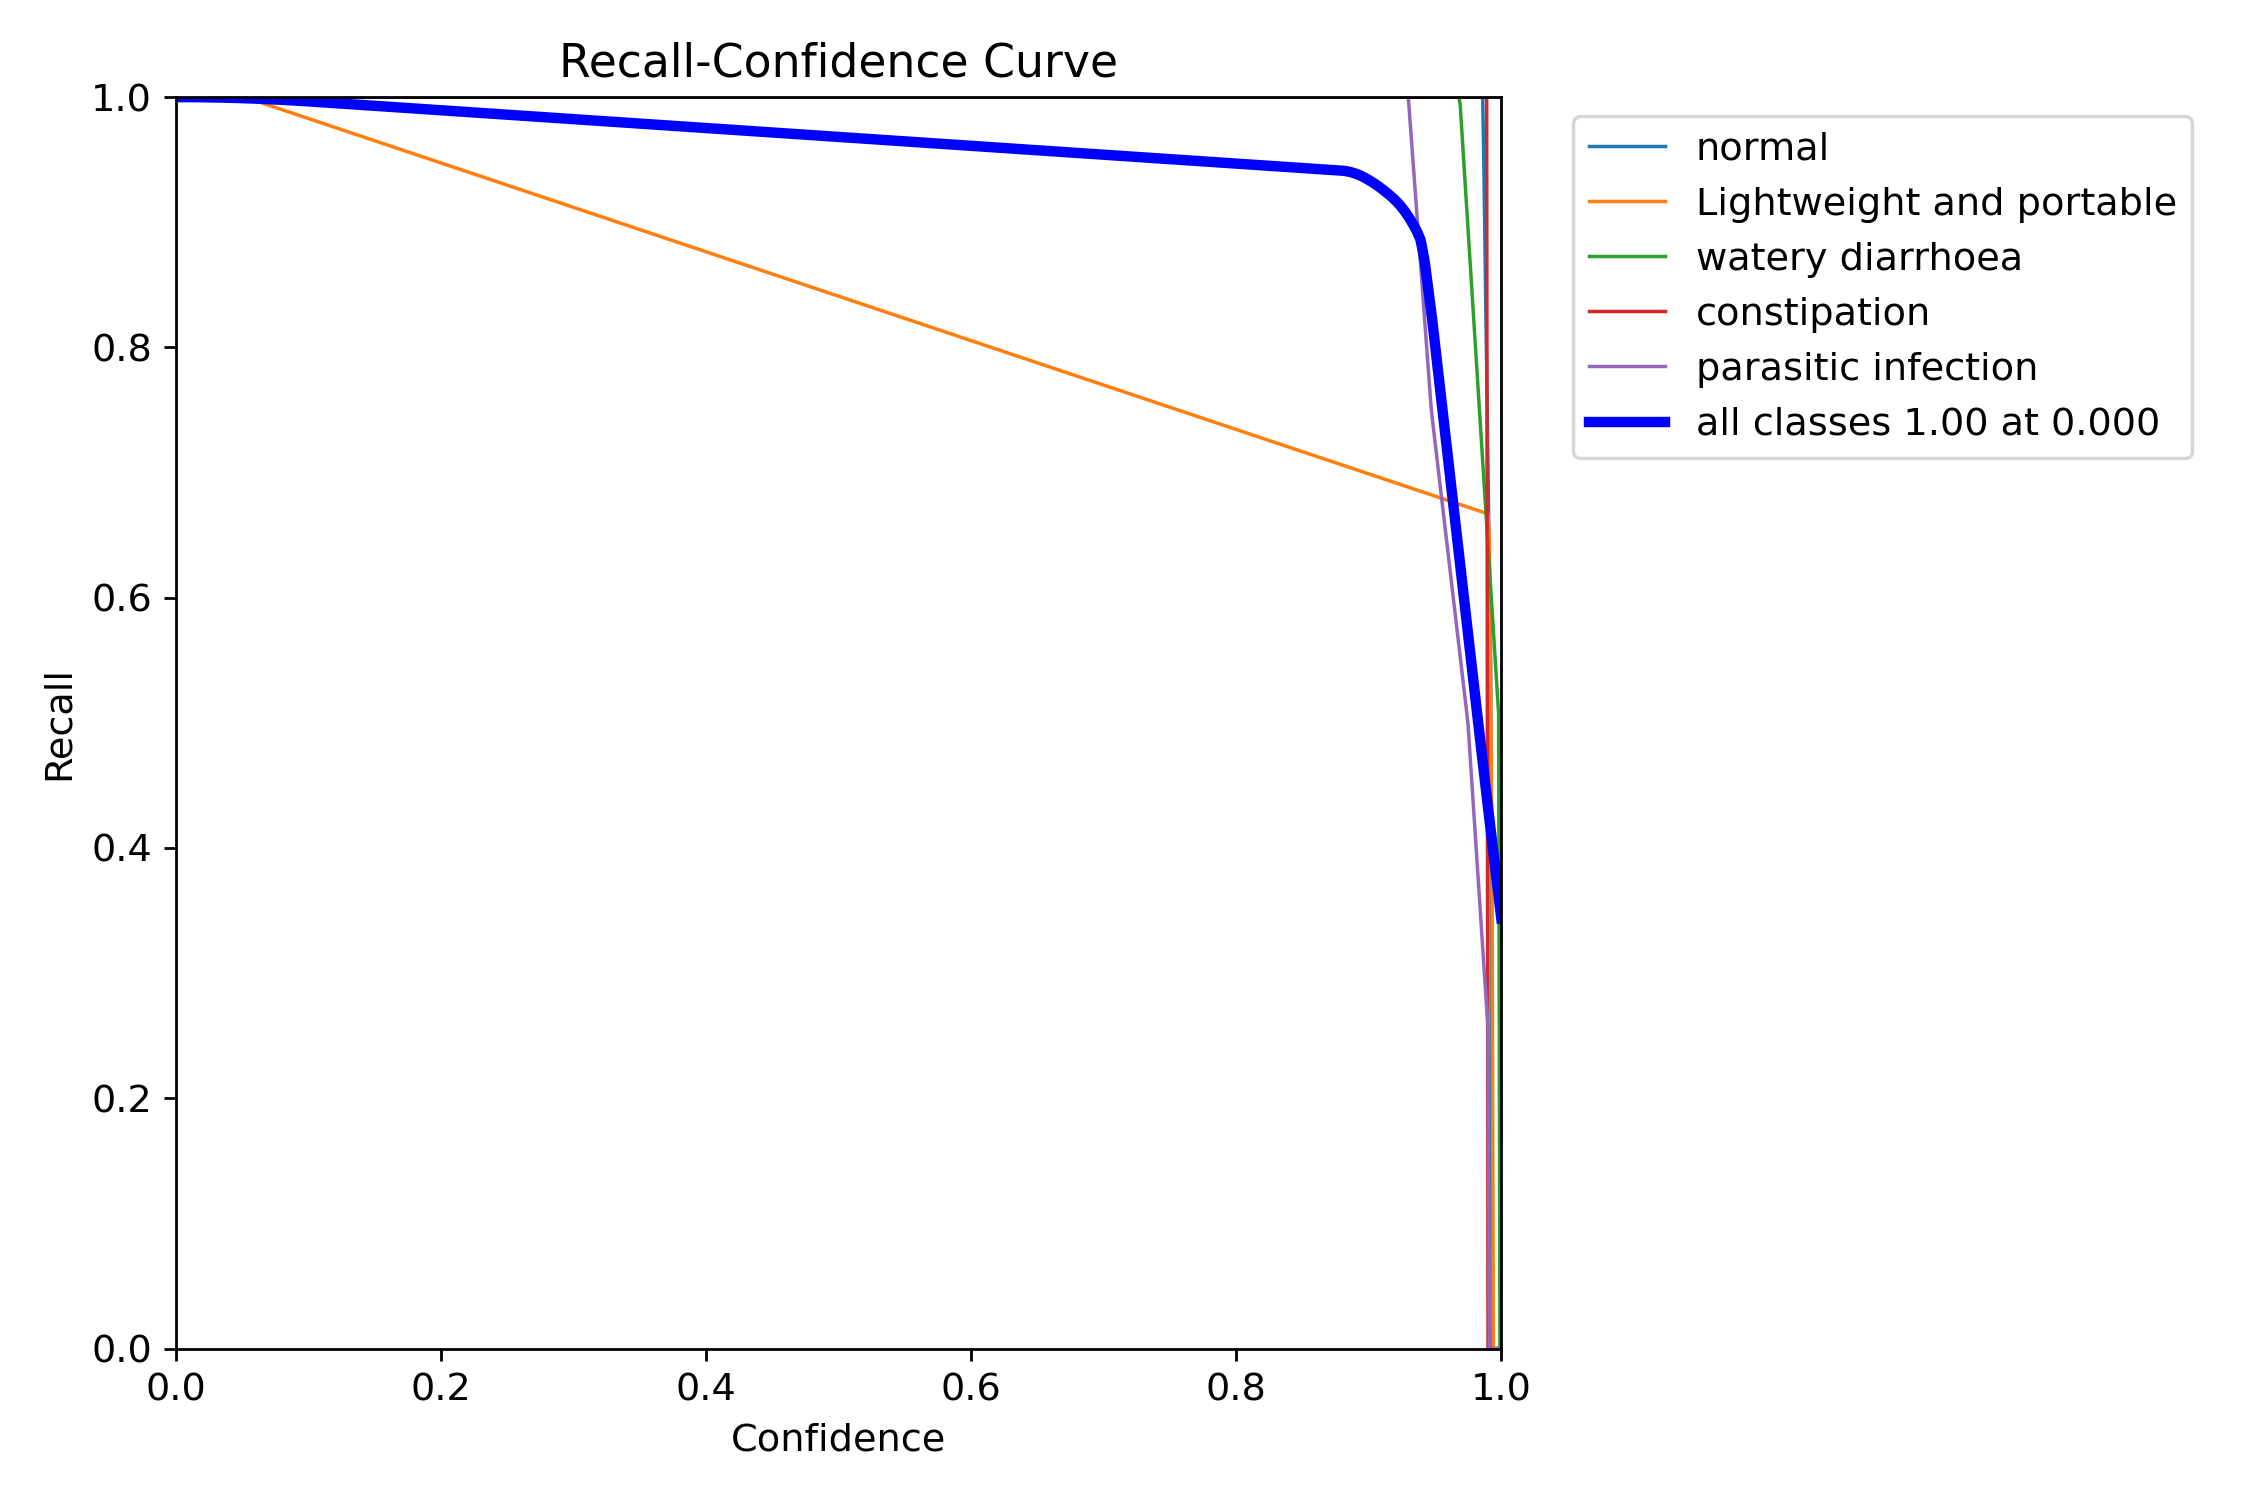 Recall-Confidence Curve
1.0
0.8
0.6
0.4
0.2
0.0
Recall
0.0 0.2 0.4 0.6 0.8 1.0
Confidence
normal
Lightweight and portable
watery diarrhoea
constipation
parasitic infection
all classes 1.00 at 0.000